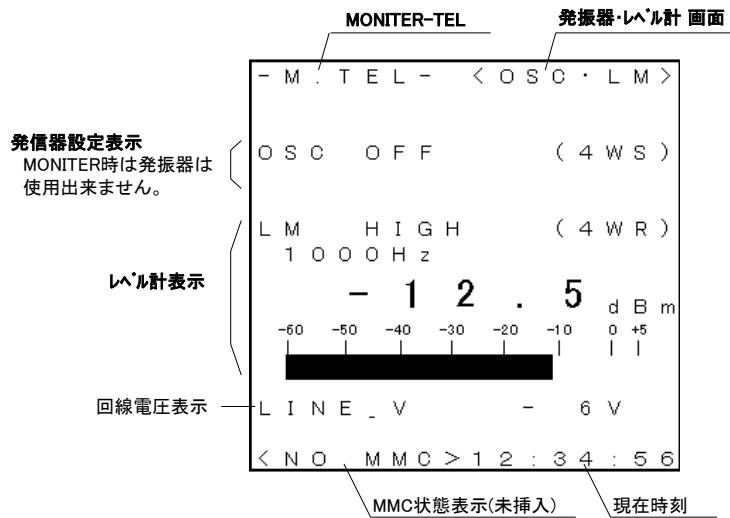 MONITER-TEL
発振器･ﾚﾍﾞﾙ計 画面
-M.TEL- <OSC・LM>
発信器設定表示
MONITER時は発振器は
使用出来ません。
OSC OFF (4WS)
LM HIGH (4WR)
1000Hz
ﾚﾍﾞﾙ計表示
-12.5 dBm
-60 -50 -40 -30 -20 -10 0 +5
回線電圧表示
LINE_V - 6V
<NO MMC>12:34:56
MMC状態表示(未挿入)
現在時刻